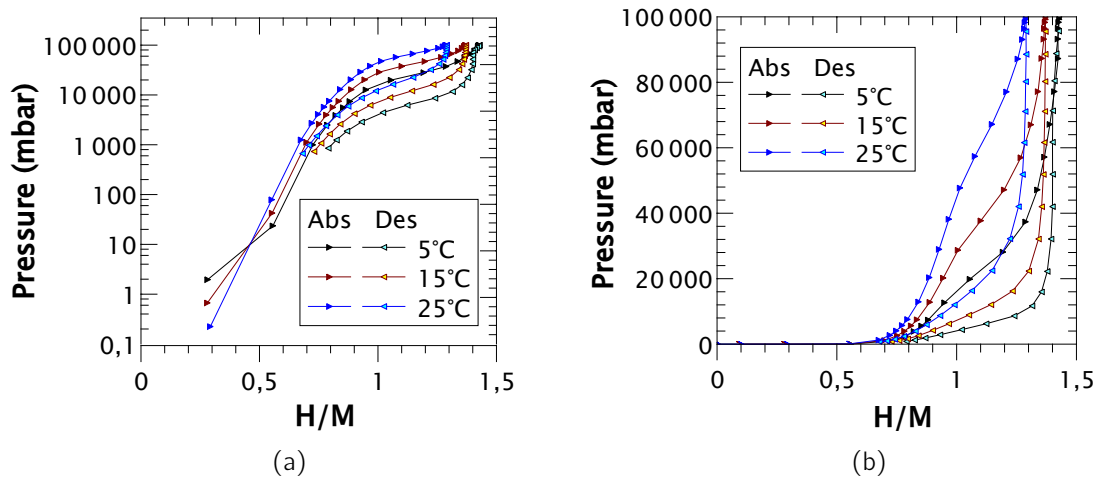 100 000
10 000
1 000
100
10
1
0,1
Pressure (mbar)
0 0,5 1 1,5
H/M
Abs Des
5°C
15°C
25°C
(a)
100 000
80 000
60 000
40 000
20 000
0
Pressure (mbar)
0 0,5 1 1,5
H/M
Abs Des
5°C
15°C
25°C
(b)